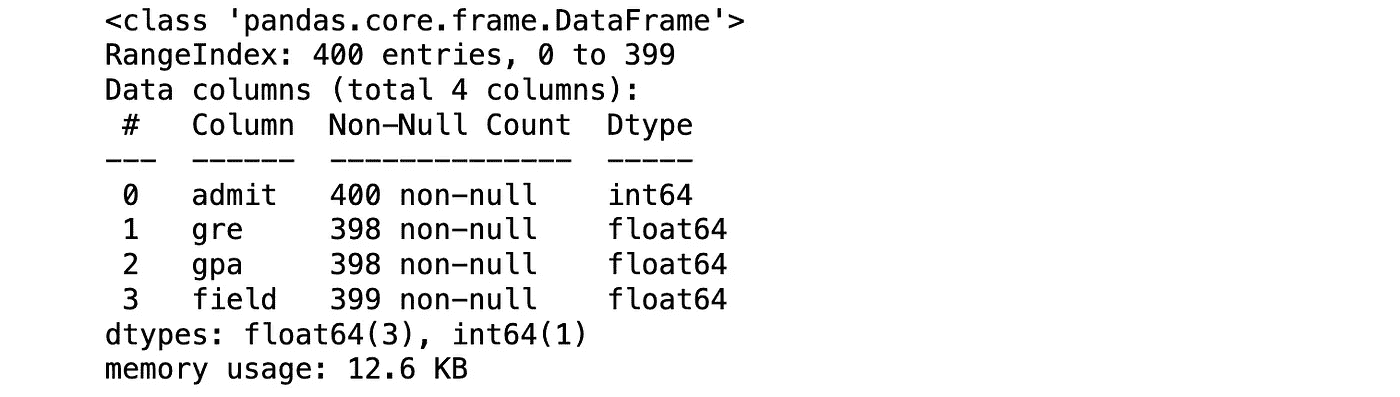 <class 'pandas.core.frame.DataFrame'>
RangeIndex: 400 entries, 0 to 399
Data columns (total 4 columns):
 #   Column  Non-Null Count  Dtype
---  ------  --------------  -----
 0   admit   400 non-null    int64
 1   gre     398 non-null    float64
 2   gpa     398 non-null    float64
 3   field   399 non-null    float64
dtypes: float64(3), int64(1)
memory usage: 12.6 KB